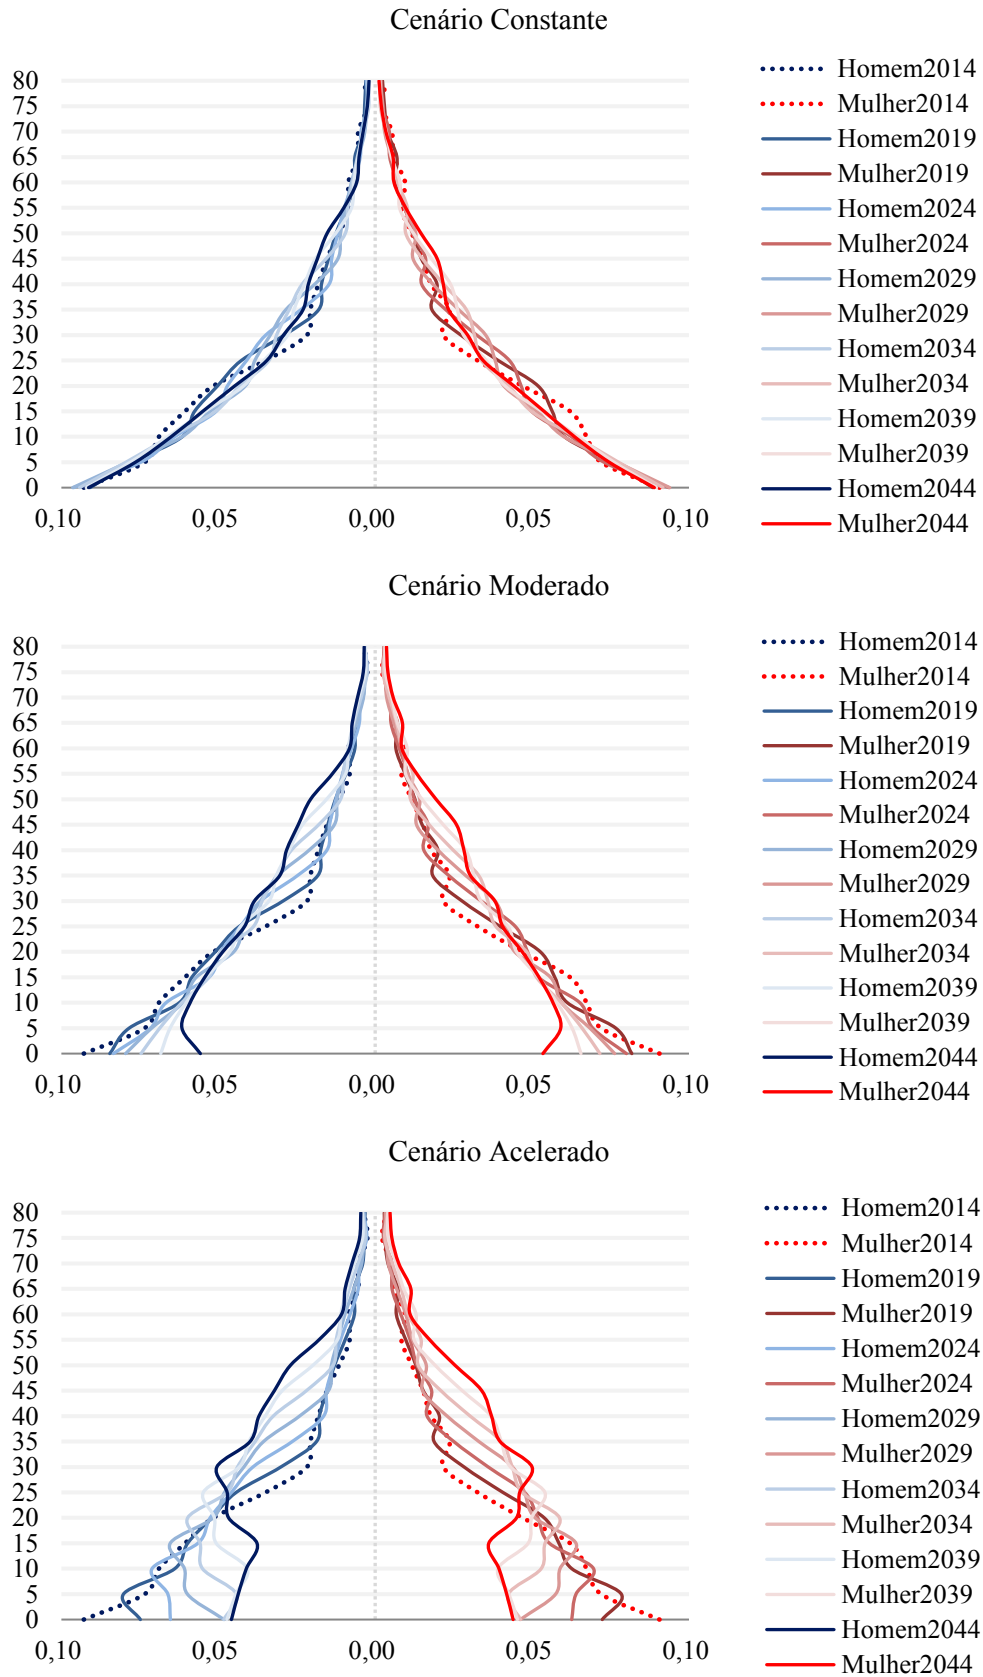 Cenário Constante
80
75
70
65
60
55
50
45
40
35
30
25
20
15
10
5
0
0,10 0,05 0,00 0,05 0,10
Homem2014
Mulher2014
Homem2019
Mulher2019
Homem2024
Mulher2024
Homem2029
Mulher2029
Homem2034
Mulher2034
Homem2039
Mulher2039
Homem2044
Mulher2044
Cenário Moderado
80
75
70
65
60
55
50
45
40
35
30
25
20
15
10
5
0
0,10 0,05 0,00 0,05 0,10
Homem2014
Mulher2014
Homem2019
Mulher2019
Homem2024
Mulher2024
Homem2029
Mulher2029
Homem2034
Mulher2034
Homem2039
Mulher2039
Homem2044
Mulher2044
Cenário Acelerado
80
75
70
65
60
55
50
45
40
35
30
25
20
15
10
5
0
0,10 0,05 0,00 0,05 0,10
Homem2014
Mulher2014
Homem2019
Mulher2019
Homem2024
Mulher2024
Homem2029
Mulher2029
Homem2034
Mulher2034
Homem2039
Mulher2039
Homem2044
Mulher2044